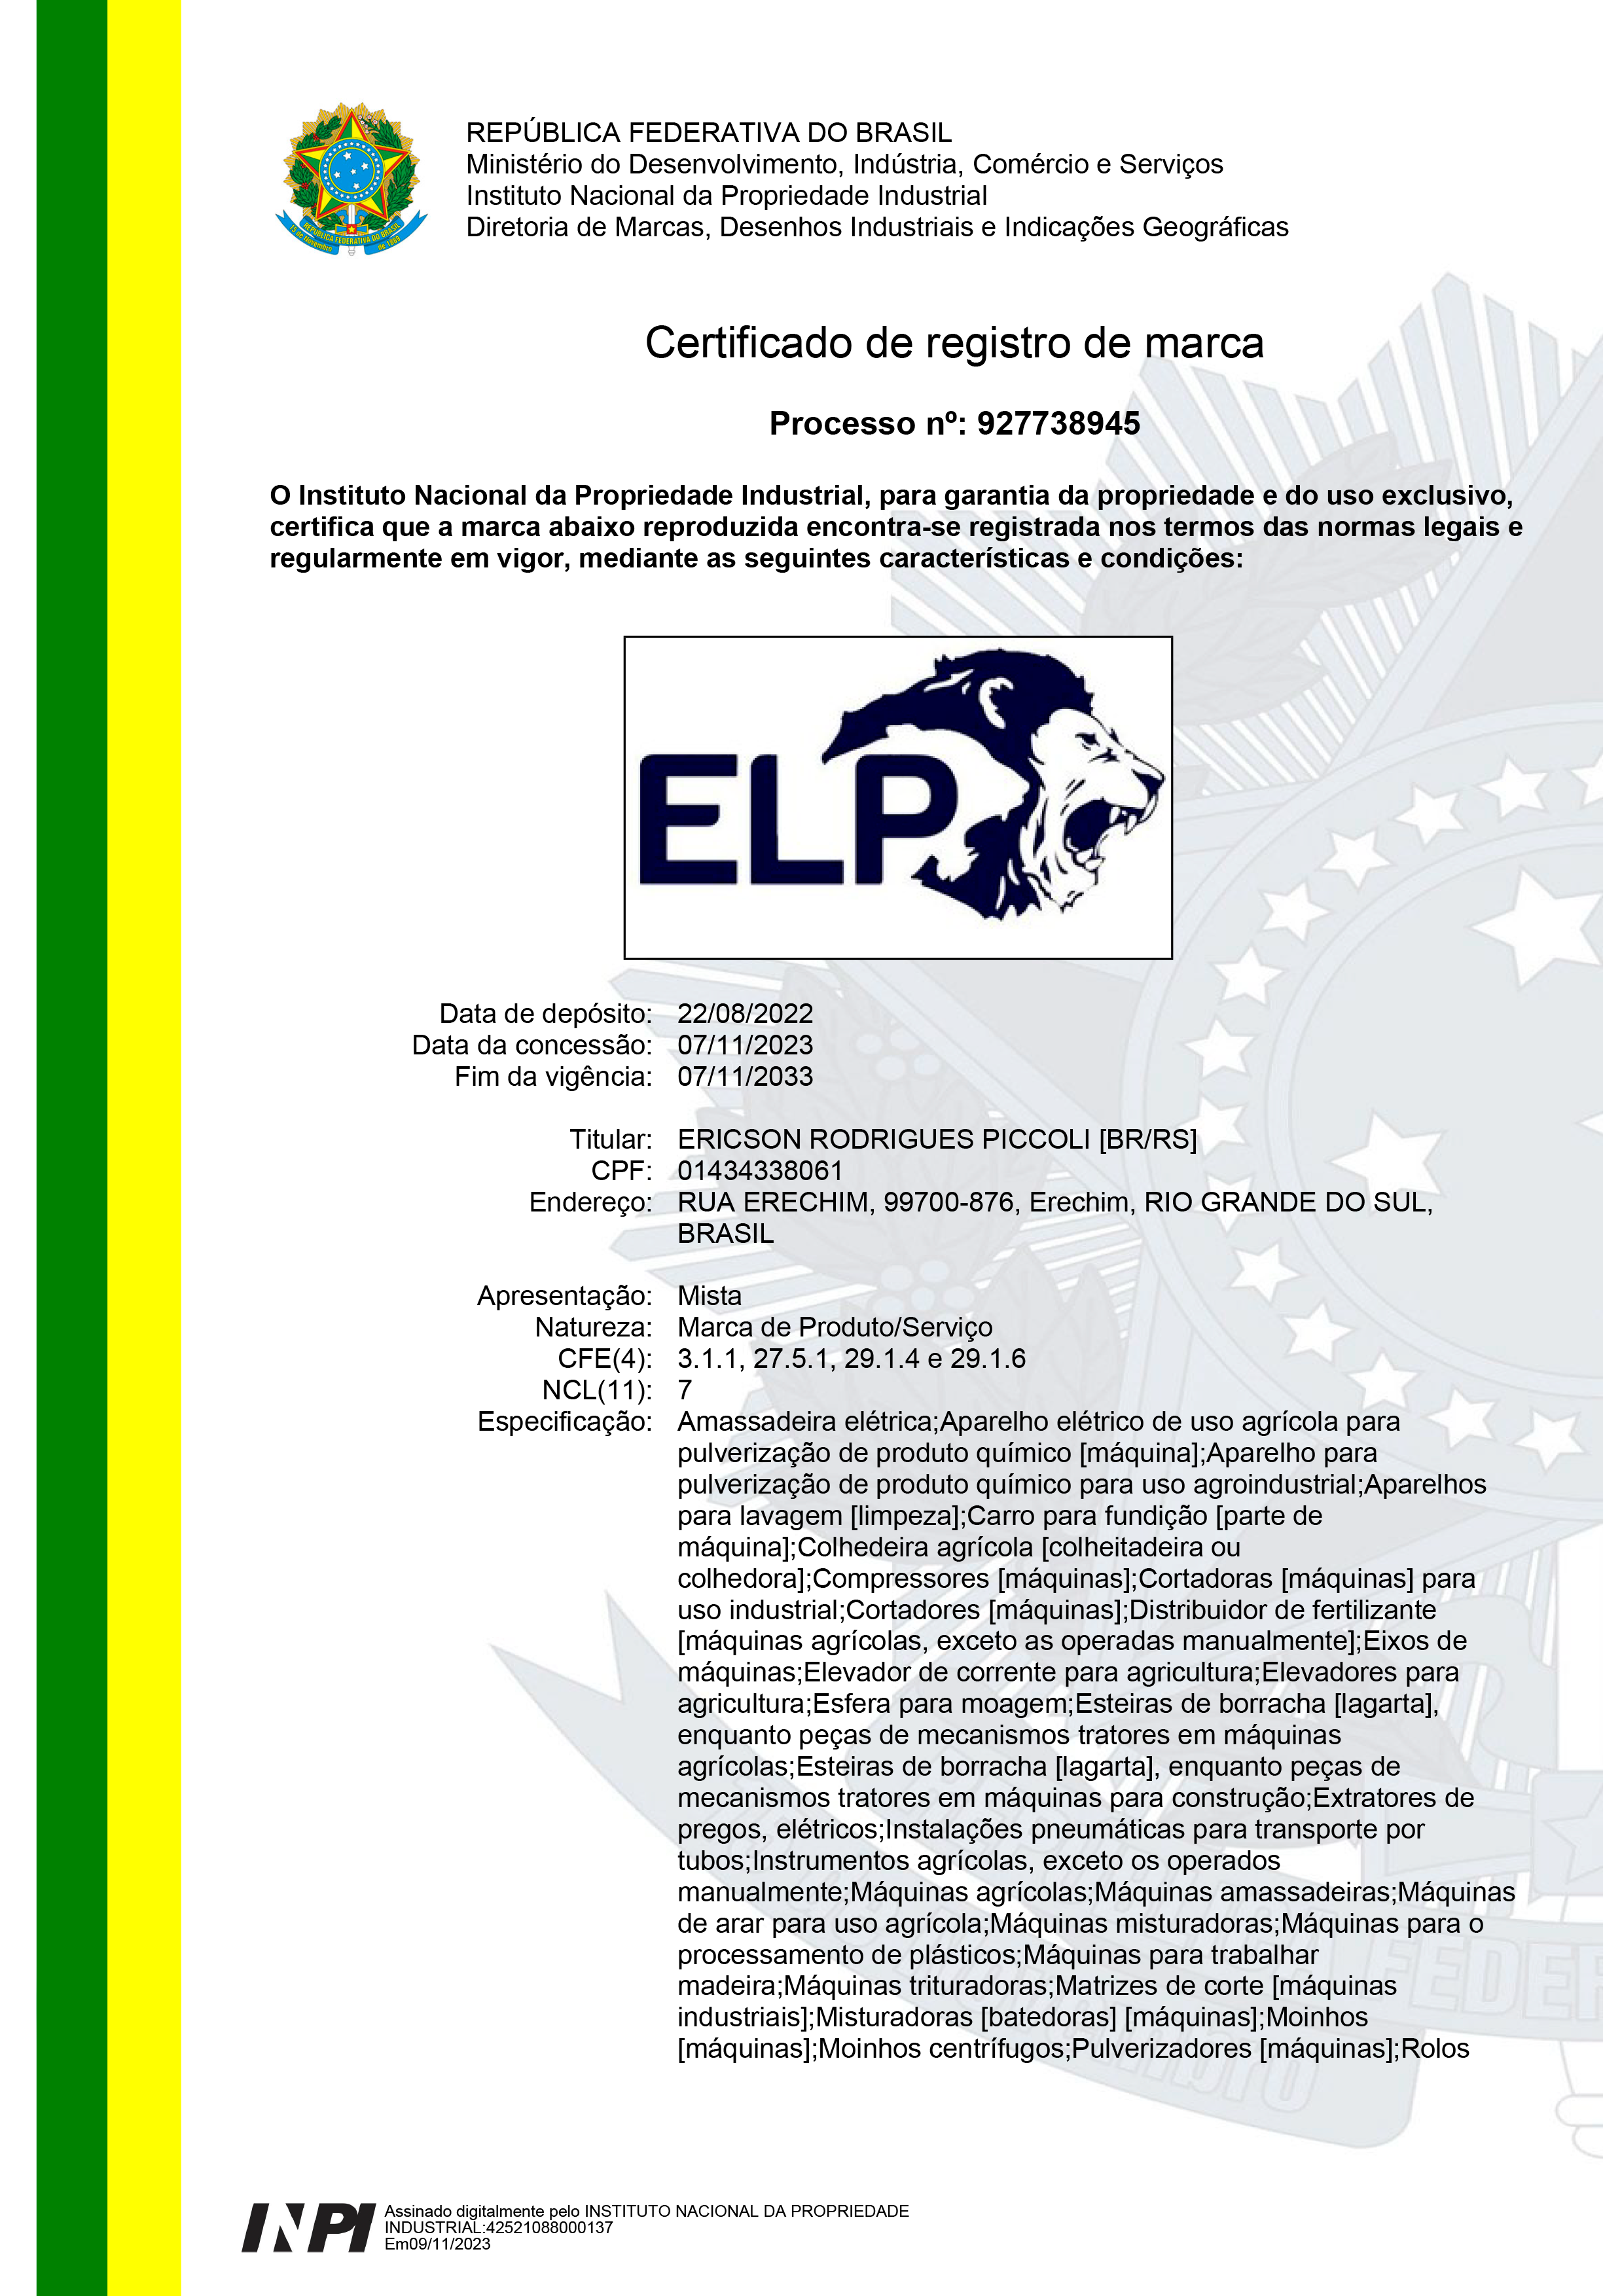 REPÚBLICA FEDERATIVA DO BRASIL
Ministério do Desenvolvimento, Indústria, Comércio e Serviços
Instituto Nacional da Propriedade Industrial
Diretoria de Marcas, Desenhos Industriais e Indicações Geográficas
REPÚBLICA FEDERATIVA DO BRASIL
15 de Novembro
de 1889
Certificado de registro de marca
Processo nº: 927738945
O Instituto Nacional da Propriedade Industrial, para garantia da propriedade e do uso exclusivo,
certifica que a marca abaixo reproduzida encontra-se registrada nos termos das normas legais e
regularmente em vigor, mediante as seguintes características e condições:
ELP
Data de depósito: 22/08/2022
Data da concessão: 07/11/2023
Fim da vigência: 07/11/2033
Titular: ERICSON RODRIGUES PICCOLI [BR/RS]
CPF: 01434338061
Endereço: RUA ERECHIM, 99700-876, Erechim, RIO GRANDE DO SUL,
BRASIL
Apresentação: Mista
Natureza: Marca de Produto/Serviço
CFE(4): 3.1.1, 27.5.1, 29.1.4 e 29.1.6
NCL(11): 7
Especificação: Amassadeira elétrica;Aparelho elétrico de uso agrícola para
pulverização de produto químico [máquina];Aparelho para
pulverização de produto químico para uso agroindustrial;Aparelhos
para lavagem [limpeza];Carro para fundição [parte de
máquina];Colhedeira agrícola [colheitadeira ou
colhedora];Compressores [máquinas];Cortadoras [máquinas] para
uso industrial;Cortadores [máquinas];Distribuidor de fertilizante
[máquinas agrícolas, exceto as operadas manualmente];Eixos de
máquinas;Elevador de corrente para agricultura;Elevadores para
agricultura;Esfera para moagem;Esteiras de borracha [lagarta],
enquanto peças de mecanismos tratores em máquinas
agrícolas;Esteiras de borracha [lagarta], enquanto peças de
mecanismos tratores em máquinas para construção;Extratores de
pregos, elétricos;Instalações pneumáticas para transporte por
tubos;Instrumentos agrícolas, exceto os operados
manualmente;Máquinas agrícolas;Máquinas amassadeiras;Máquinas
de arar para uso agrícola;Máquinas misturadoras;Máquinas para o
processamento de plásticos;Máquinas para trabalhar
madeira;Máquinas trituradoras;Matrizes de corte [máquinas
industriais];Misturadoras [batedoras] [máquinas];Moinhos
[máquinas];Moinhos centrífugos;Pulverizadores [máquinas];Rolos
INPI
Assinado digitalmente pelo INSTITUTO NACIONAL DA PROPRIEDADE
INDUSTRIAL:42521088000137
Em09/11/2023